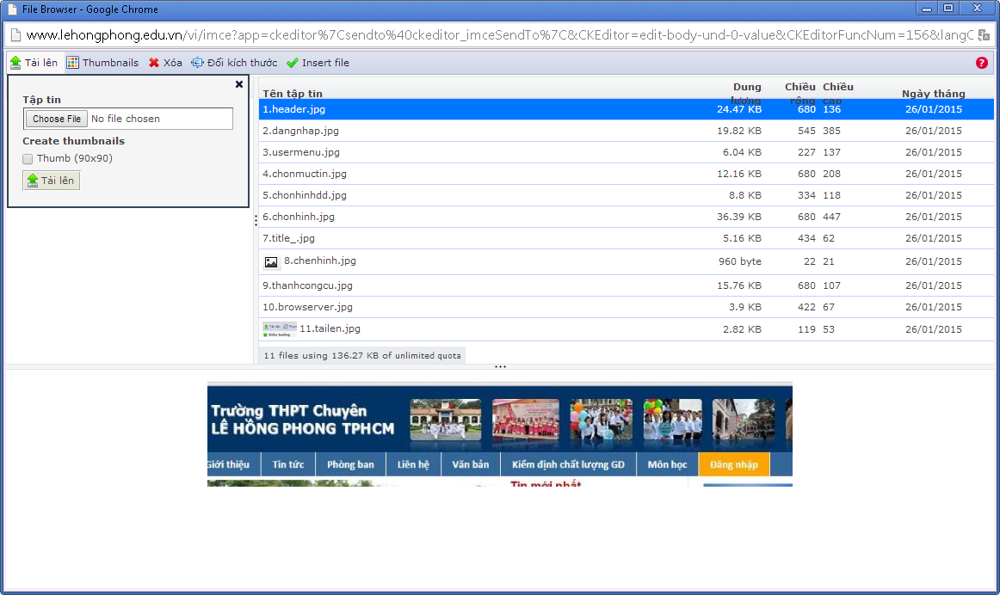 File Browser - Google Chrome
www.lehongphong.edu.vn/vi/imce?app=ckeditor%7Csendto%40ckeditor_imceSendTo%7C&CKEditor=edit-body-und-0-value&CKEditorFuncNum=156&langC
Tải lên Thumbnails Xóa Đổi kích thước Insert file ?
Tập tin
Choose File No file chosen
Create thumbnails
Thumb (90x90)
Tải lên
Tên tập tin Dung lượng Chiều rộng Chiều cao Ngày tháng
1.header.jpg 24.47 KB 680 136 26/01/2015
2.dangnhap.jpg 19.82 KB 545 385 26/01/2015
3.usermenu.jpg 6.04 KB 227 137 26/01/2015
4.chonmuctin.jpg 12.16 KB 680 208 26/01/2015
5.chonhinhdd.jpg 8.8 KB 334 118 26/01/2015
6.chonhinh.jpg 36.39 KB 680 447 26/01/2015
7.title_.jpg 5.16 KB 434 62 26/01/2015
8.chenhinh.jpg 960 byte 22 21 26/01/2015
9.thanhcongcu.jpg 15.76 KB 680 107 26/01/2015
10.browserver.jpg 3.9 KB 422 67 26/01/2015
11.tailen.jpg 2.82 KB 119 53 26/01/2015
11 files using 136.27 KB of unlimited quota
Trường THPT Chuyên
LÊ HỒNG PHONG TPHCM
Giới thiệu Tin tức Phòng ban Liên hệ Văn bản Kiểm định chất lượng GD Môn học Đăng nhập
Tin mới nhất